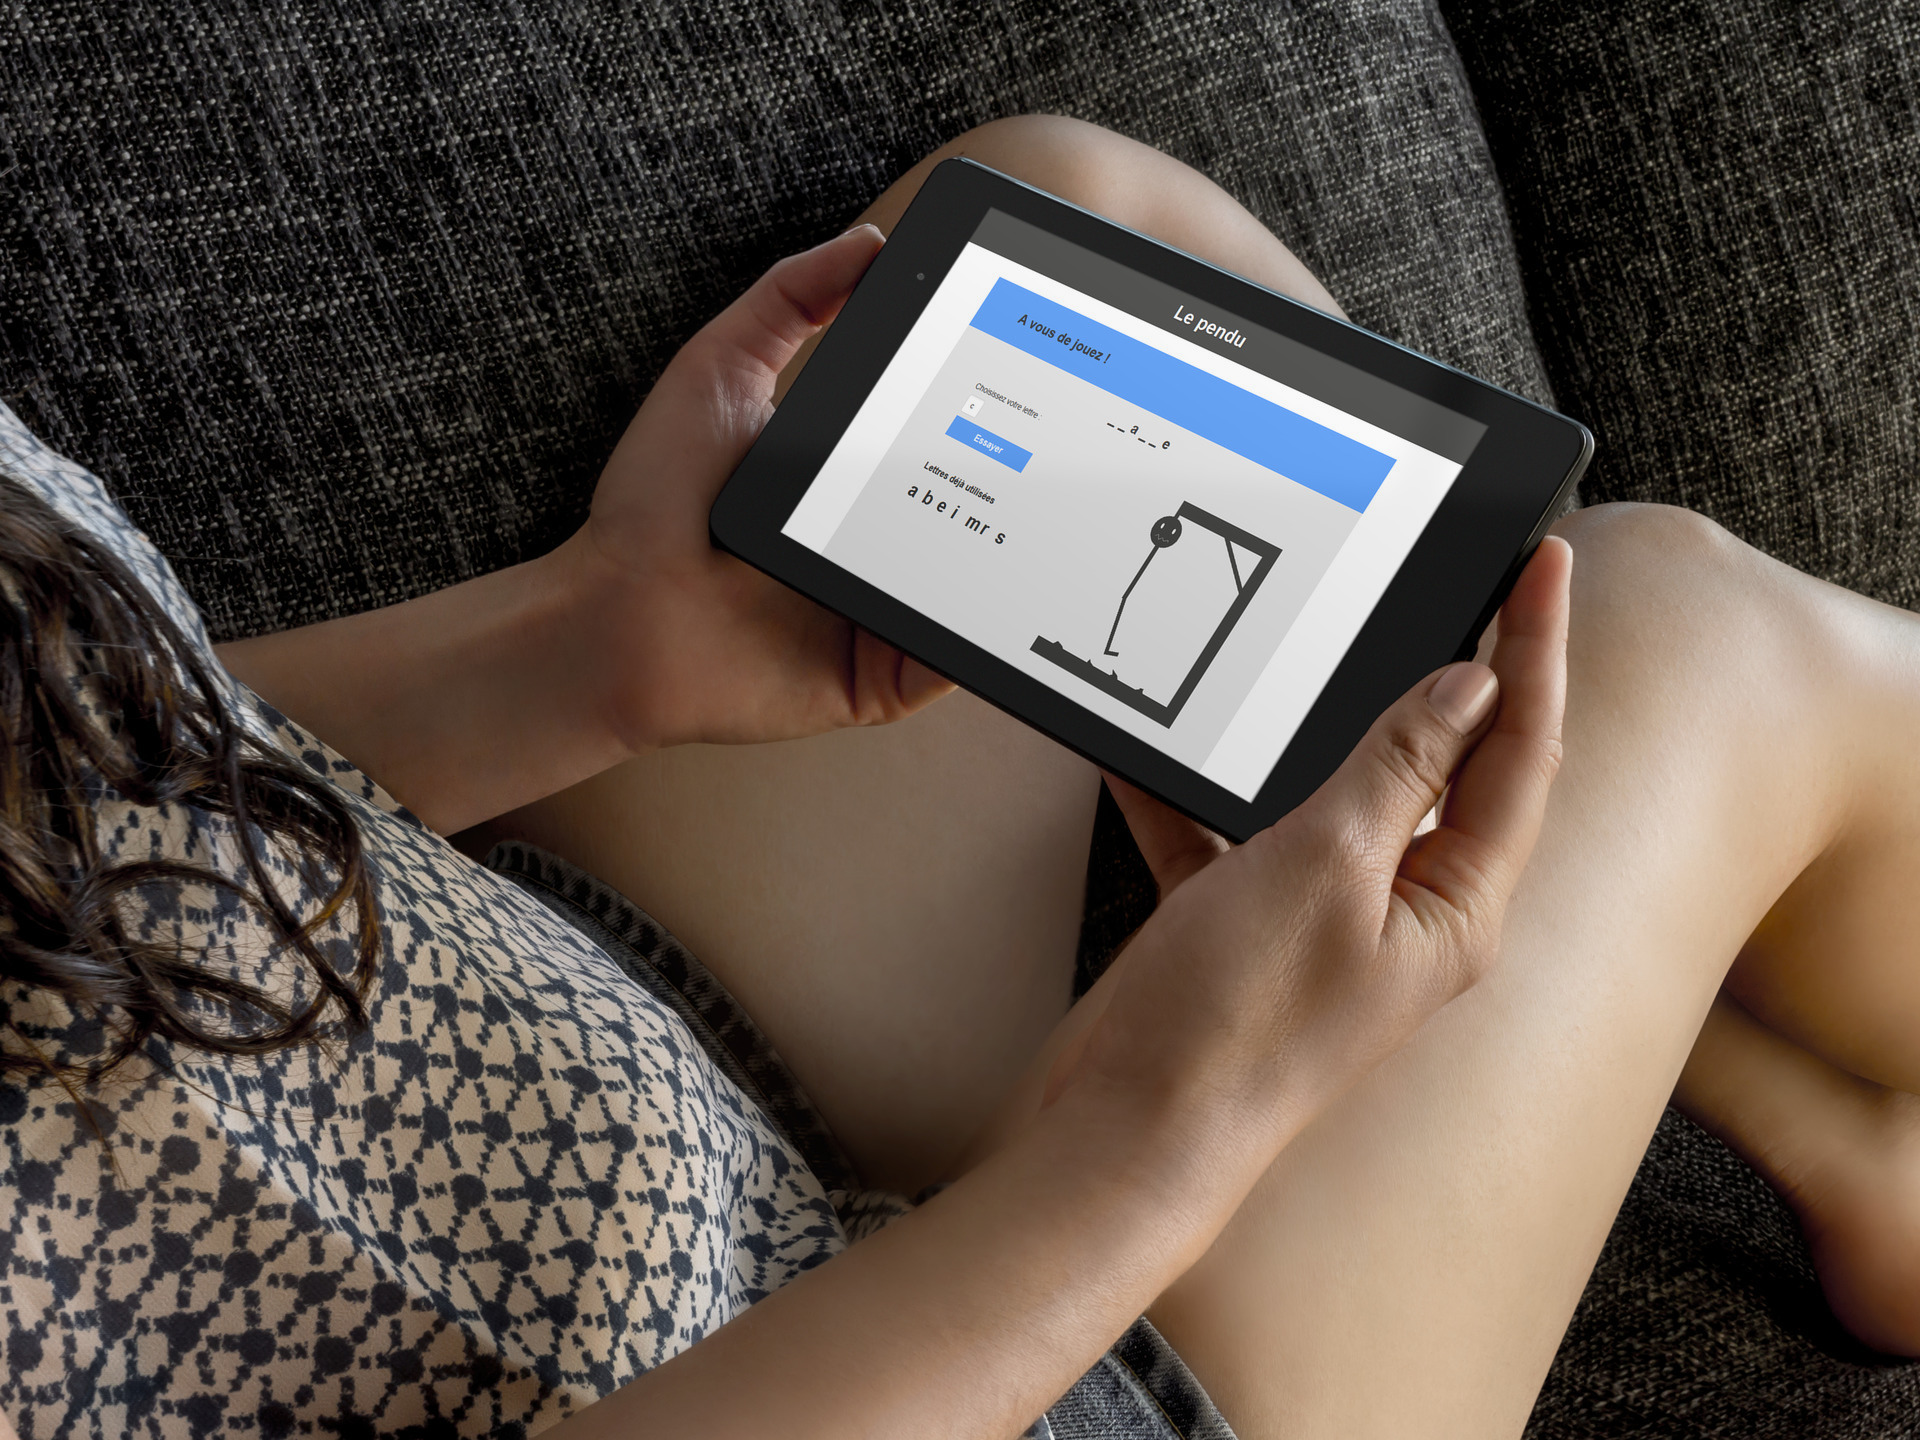 Le pendu
A vous de jouez !
Choisissez votre lettre :
c
Essayer
Lettres déjà utilisées
a b e i m r s
_ _ a _ _ e